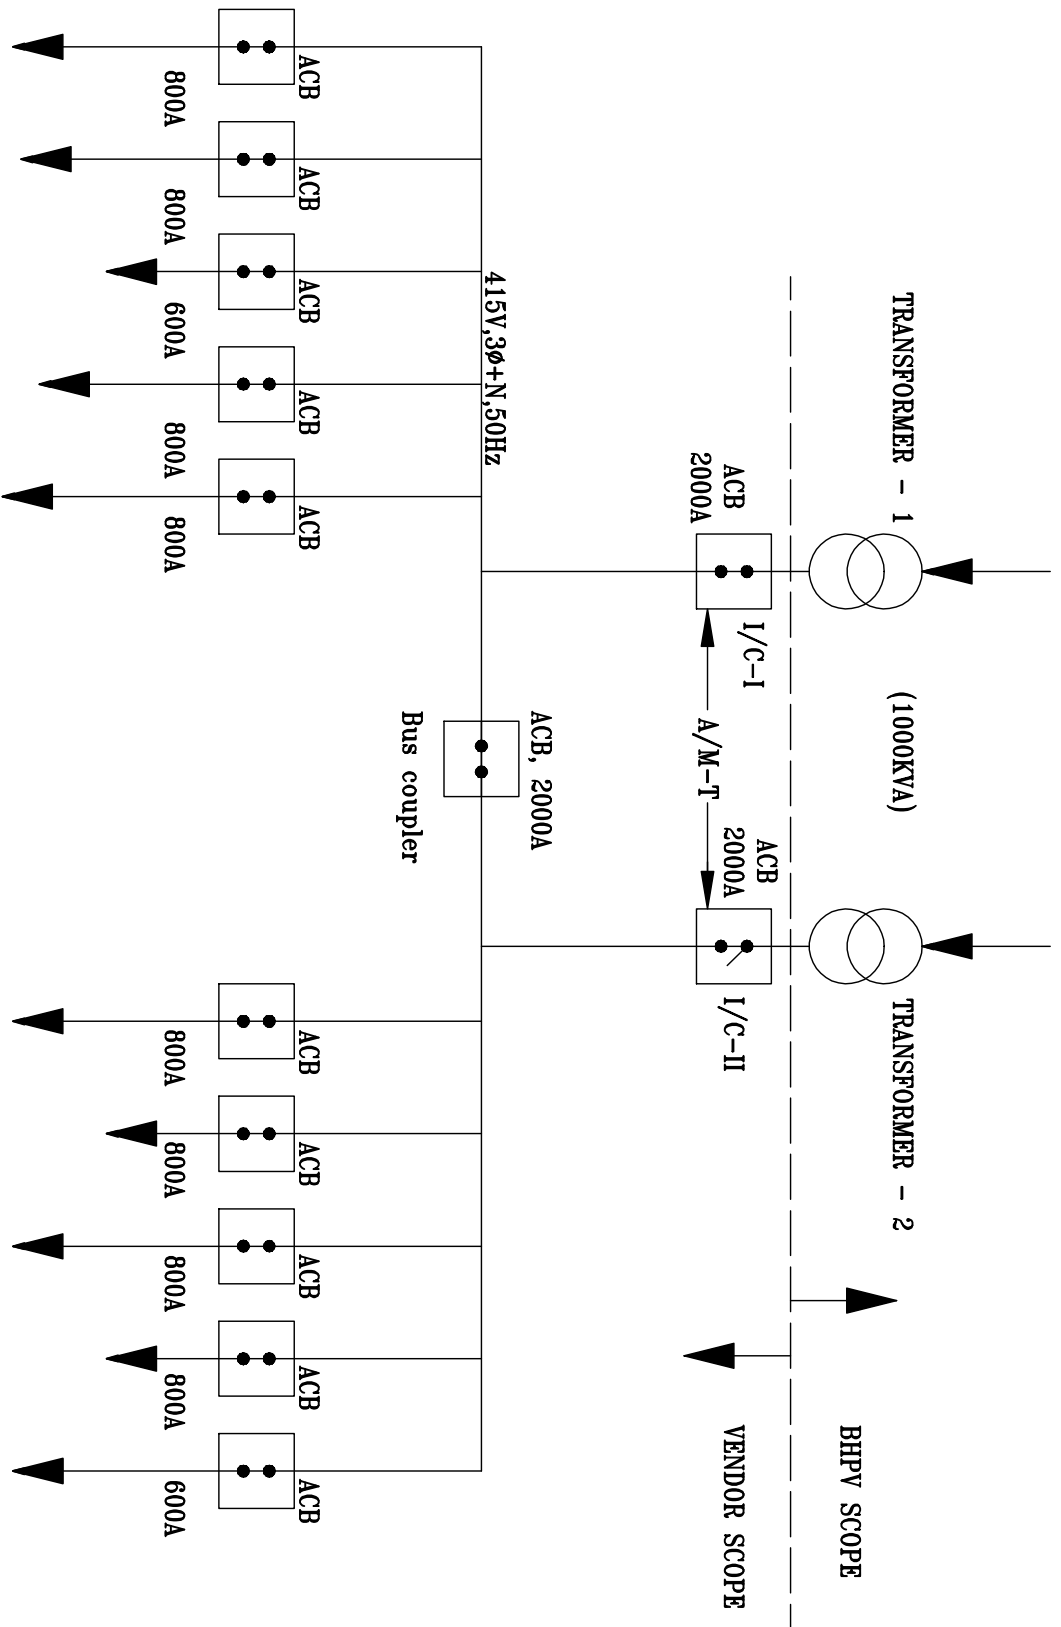 TRANSFORMER - 1
(1000KVA)
TRANSFORMER - 2
BHPV SCOPE
VENDOR SCOPE
ACB
2000A
I/C-I
A/M-T
ACB
2000A
I/C-II
415V,3ø+N,50Hz
ACB, 2000A
Bus coupler
ACB
ACB
ACB
ACB
ACB
ACB
ACB
ACB
ACB
ACB
800A
800A
600A
800A
800A
800A
800A
800A
800A
600A